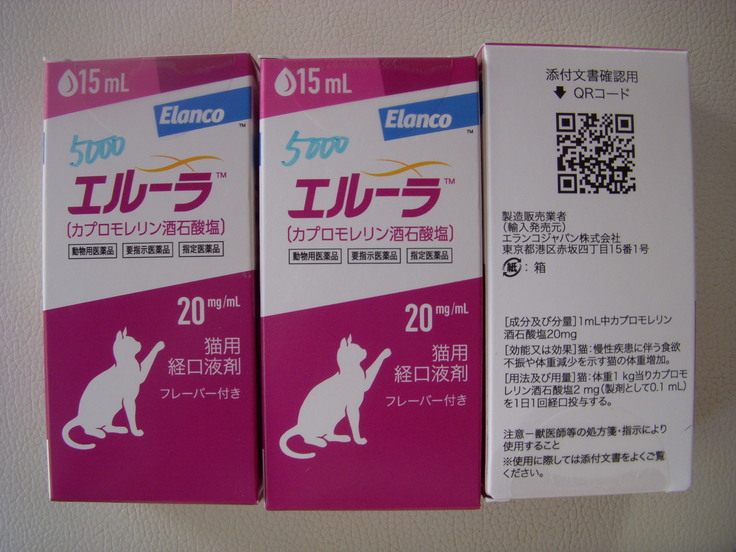 15 mL
Elanco™
5000
エルーラ™
〔カプロモレリン酒石酸塩〕
動物用医薬品 要指示医薬品 指定医薬品
20 mg/mL
猫用
経口液剤
フレーバー付き
15 mL
Elanco™
5000
エルーラ™
〔カプロモレリン酒石酸塩〕
動物用医薬品 要指示医薬品 指定医薬品
20 mg/mL
猫用
経口液剤
フレーバー付き
添付文書確認用
QRコード
製造販売業者
(輸入発売元)
エランコジャパン株式会社
東京都港区赤坂四丁目15番1号
紙:箱
[成分及び分量]1mL中カプロモレリン
酒石酸塩20mg
[効能又は効果]猫:慢性疾患に伴う食欲
不振や体重減少を示す猫の体重増加。
[用法及び用量]猫:体重1 kg当りカプロモ
レリン酒石酸塩2 mg(製剤として0.1 mL)
を1日1回経口投与する。
注意-獣医師等の処方箋・指示により
使用すること
※使用に際しては添付文書をよくご覧
ください。